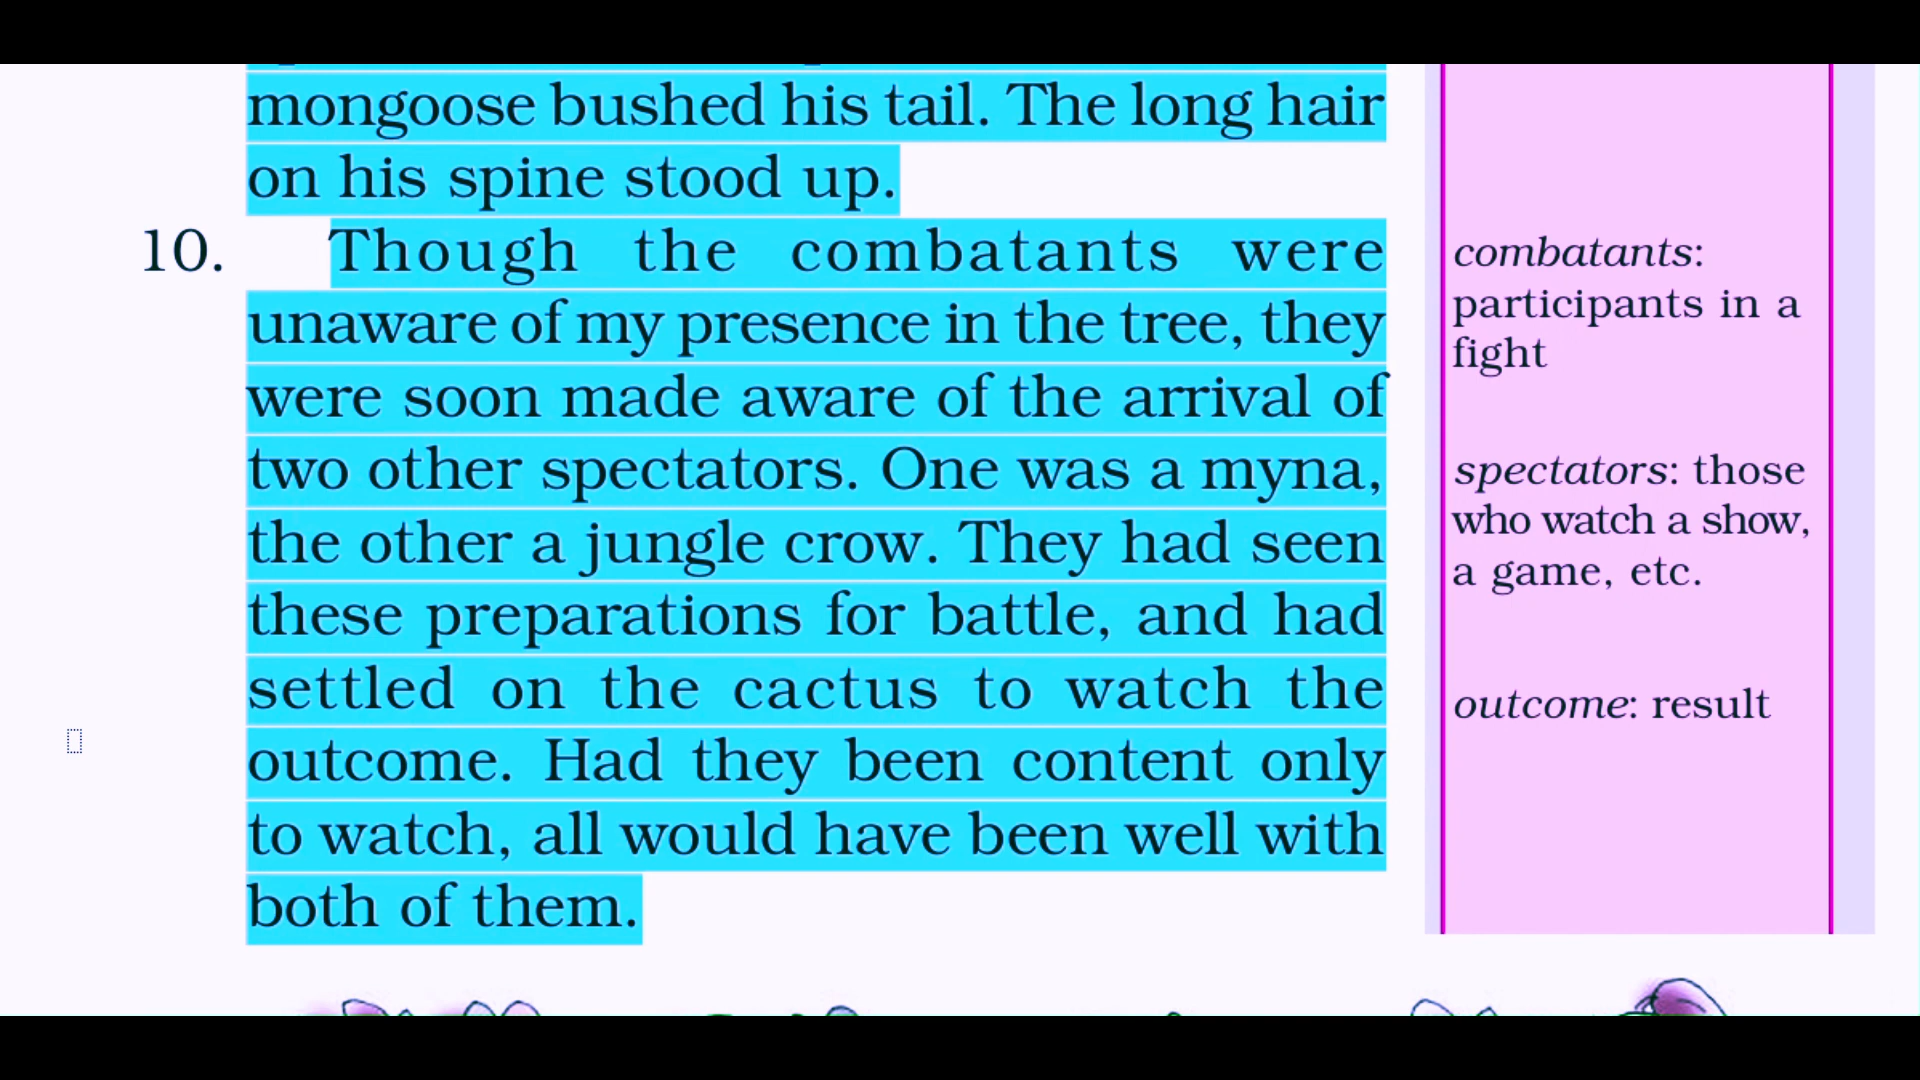 mongoose bushed his tail. The long hair
on his spine stood up.
10. Though the combatants were
unaware of my presence in the tree, they
were soon made aware of the arrival of
two other spectators. One was a myna,
the other a jungle crow. They had seen
these preparations for battle, and had
settled on the cactus to watch the
outcome. Had they been content only
to watch, all would have been well with
both of them.
combatants:
participants in a
fight
spectators: those
who watch a show,
a game, etc.
outcome: result